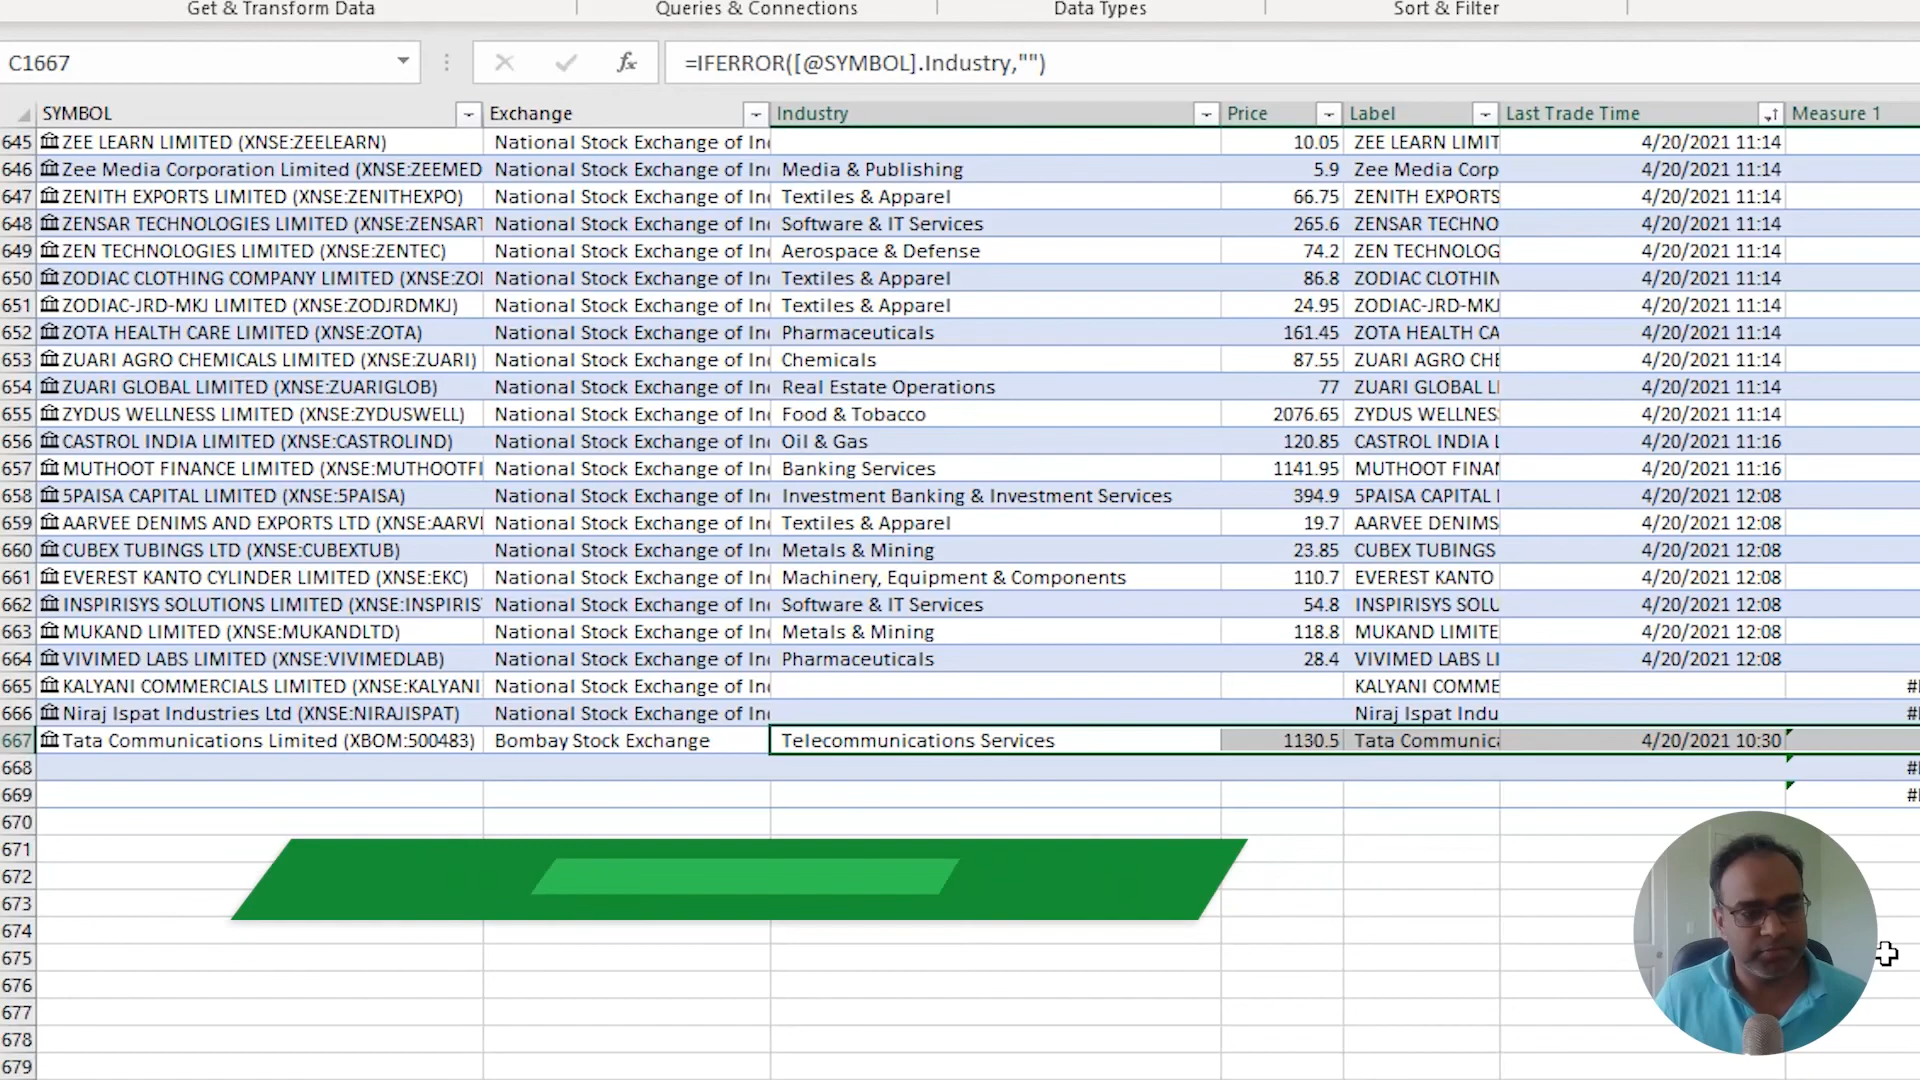 Get & Transform Data Queries & Connections Data Types Sort & Filter
C1667 fx =IFERROR([@SYMBOL].Industry,"")
SYMBOL Exchange Industry Price Label Last Trade Time Measure 1
645 ZEE LEARN LIMITED (XNSE:ZEELEARN) National Stock Exchange of In 10.05 ZEE LEARN LIMIT 4/20/2021 11:14
646 Zee Media Corporation Limited (XNSE:ZEEMED National Stock Exchange of In Media & Publishing 5.9 Zee Media Corp 4/20/2021 11:14
647 ZENITH EXPORTS LIMITED (XNSE:ZENITHEXPO) National Stock Exchange of In Textiles & Apparel 66.75 ZENITH EXPORTS 4/20/2021 11:14
648 ZENSAR TECHNOLOGIES LIMITED (XNSE:ZENSART National Stock Exchange of In Software & IT Services 265.6 ZENSAR TECHNO 4/20/2021 11:14
649 ZEN TECHNOLOGIES LIMITED (XNSE:ZENTEC) National Stock Exchange of In Aerospace & Defense 74.2 ZEN TECHNOLOG 4/20/2021 11:14
650 ZODIAC CLOTHING COMPANY LIMITED (XNSE:ZOI National Stock Exchange of In Textiles & Apparel 86.8 ZODIAC CLOTHIN 4/20/2021 11:14
651 ZODIAC-JRD-MKJ LIMITED (XNSE:ZODJRDMKJ) National Stock Exchange of In Textiles & Apparel 24.95 ZODIAC-JRD-MKJ 4/20/2021 11:14
652 ZOTA HEALTH CARE LIMITED (XNSE:ZOTA) National Stock Exchange of In Pharmaceuticals 161.45 ZOTA HEALTH CA 4/20/2021 11:14
653 ZUARI AGRO CHEMICALS LIMITED (XNSE:ZUARI) National Stock Exchange of In Chemicals 87.55 ZUARI AGRO CHE 4/20/2021 11:14
654 ZUARI GLOBAL LIMITED (XNSE:ZUARIGLOB) National Stock Exchange of In Real Estate Operations 77 ZUARI GLOBAL LI 4/20/2021 11:14
655 ZYDUS WELLNESS LIMITED (XNSE:ZYDUSWELL) National Stock Exchange of In Food & Tobacco 2076.65 ZYDUS WELLNES 4/20/2021 11:14
656 CASTROL INDIA LIMITED (XNSE:CASTROLIND) National Stock Exchange of In Oil & Gas 120.85 CASTROL INDIA L 4/20/2021 11:16
657 MUTHOOT FINANCE LIMITED (XNSE:MUTHOOTFI National Stock Exchange of In Banking Services 1141.95 MUTHOOT FINAN 4/20/2021 11:16
658 5PAISA CAPITAL LIMITED (XNSE:5PAISA) National Stock Exchange of In Investment Banking & Investment Services 394.9 5PAISA CAPITAL 4/20/2021 12:08
659 AARVEE DENIMS AND EXPORTS LTD (XNSE:AARVI National Stock Exchange of In Textiles & Apparel 19.7 AARVEE DENIMS 4/20/2021 12:08
660 CUBEX TUBINGS LTD (XNSE:CUBEXTUB) National Stock Exchange of In Metals & Mining 23.85 CUBEX TUBINGS 4/20/2021 12:08
661 EVEREST KANTO CYLINDER LIMITED (XNSE:EKC) National Stock Exchange of In Machinery, Equipment & Components 110.7 EVEREST KANTO 4/20/2021 12:08
662 INSPIRISYS SOLUTIONS LIMITED (XNSE:INSPIRIS National Stock Exchange of In Software & IT Services 54.8 INSPIRISYS SOLU 4/20/2021 12:08
663 MUKAND LIMITED (XNSE:MUKANDLTD) National Stock Exchange of In Metals & Mining 118.8 MUKAND LIMITE 4/20/2021 12:08
664 VIVIMED LABS LIMITED (XNSE:VIVIMEDLAB) National Stock Exchange of In Pharmaceuticals 28.4 VIVIMED LABS LI 4/20/2021 12:08
665 KALYANI COMMERCIALS LIMITED (XNSE:KALYANI National Stock Exchange of In KALYANI COMME #
666 Niraj Ispat Industries Ltd (XNSE:NIRAJISPAT) National Stock Exchange of In Niraj Ispat Indu #
667 Tata Communications Limited (XBOM:500483) Bombay Stock Exchange Telecommunications Services 1130.5 Tata Communica 4/20/2021 10:30
668 #
669 #
670
671
672
673
674
675
676
677
678
679